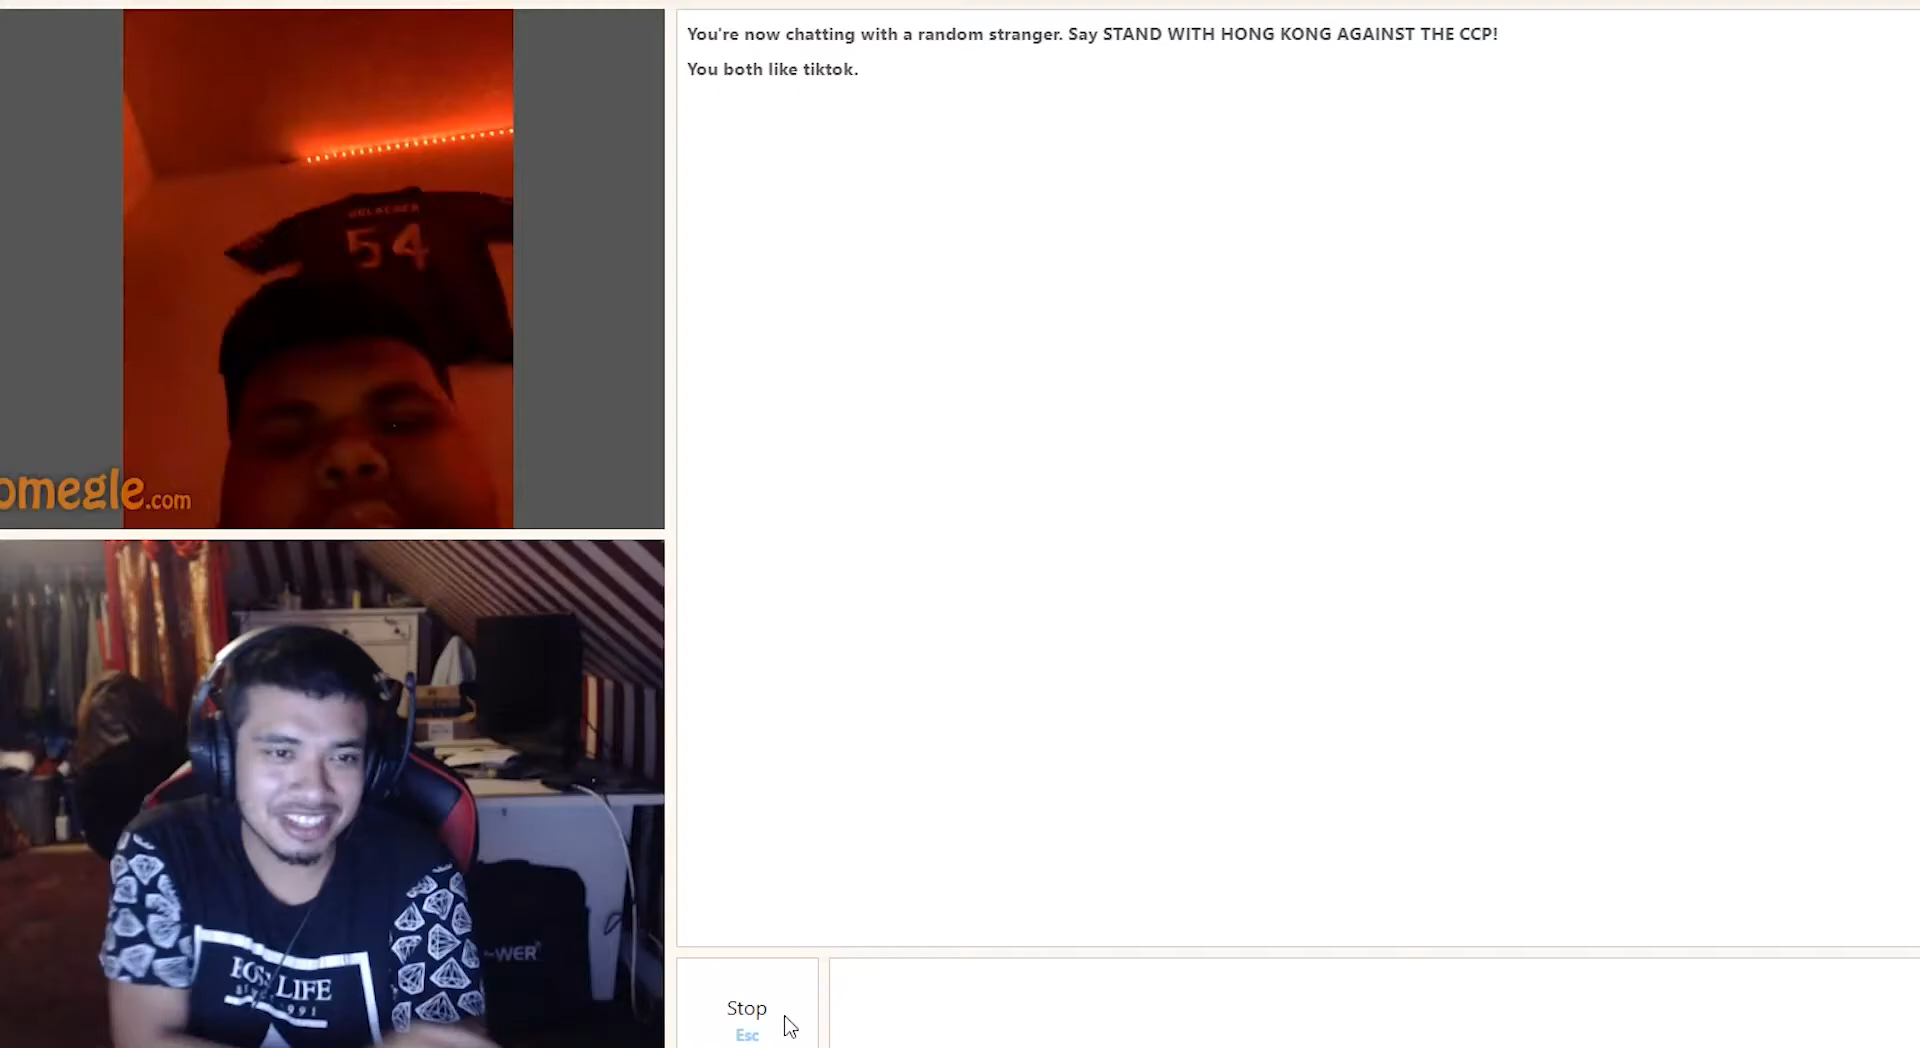 You're now chatting with a random stranger. Say STAND WITH HONG KONG AGAINST THE CCP!
You both like tiktok.
54
omegle.com
LIFE
Stop
Esc